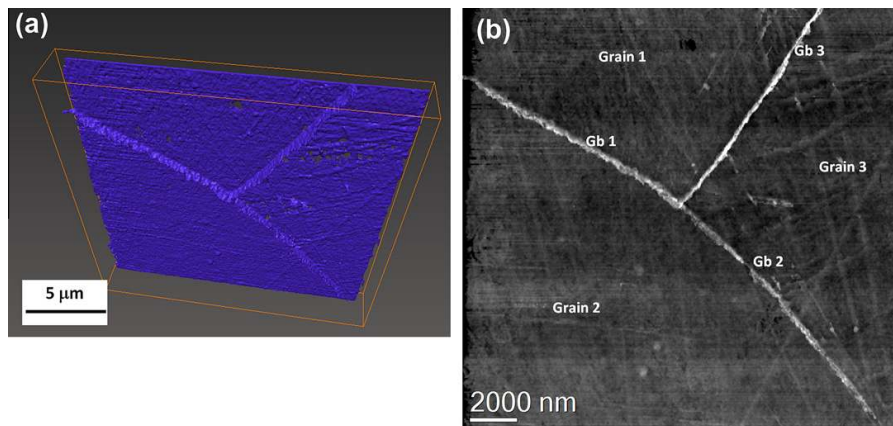 (a)
5 μm
(b)
Gb 3
Grain 1
Gb 1
Grain 3
Gb 2
Grain 2
2000 nm